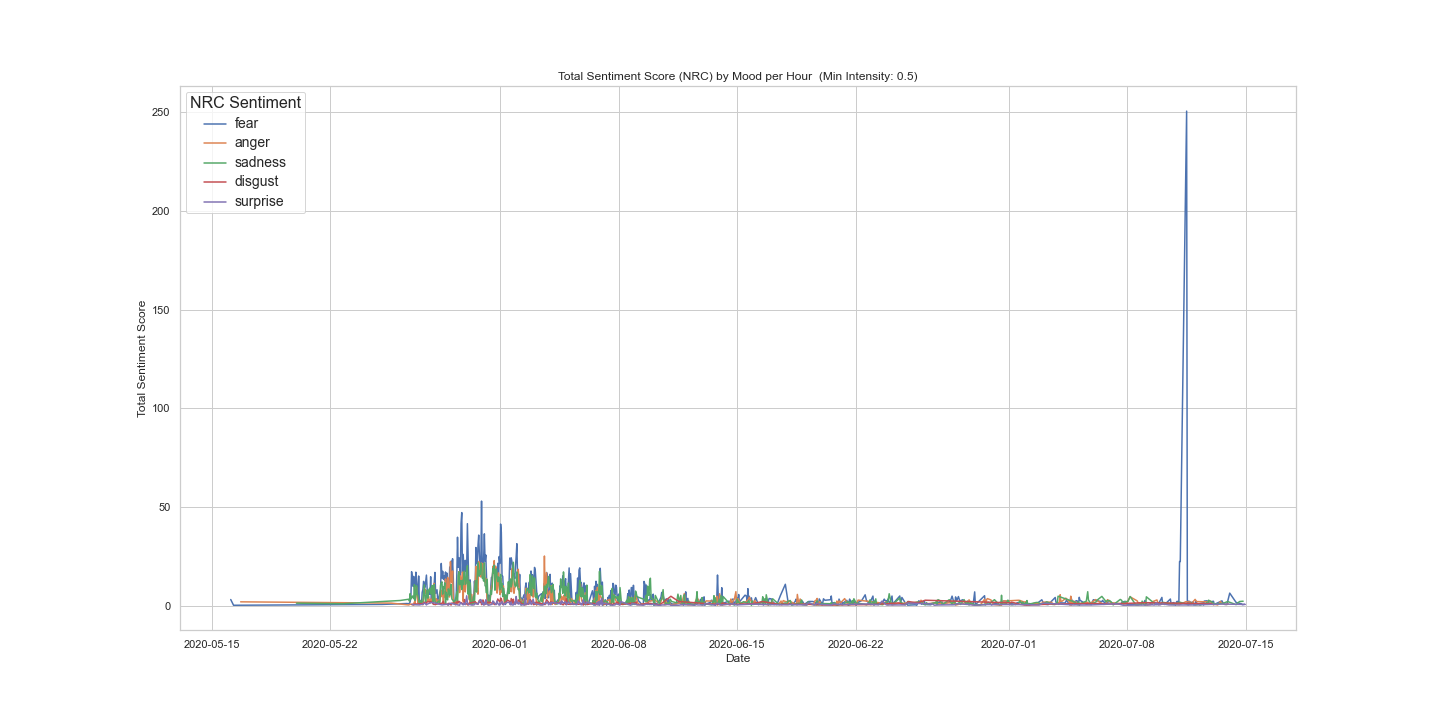 Total Sentiment Score (NRC) by Mood per Hour  (Min Intensity: 0.5)
NRC Sentiment
fear
anger
sadness
disgust
surprise
Total Sentiment Score
250
200
150
100
50
0
2020-05-15 2020-05-22 2020-06-01 2020-06-08 2020-06-15 2020-06-22 2020-07-01 2020-07-08 2020-07-15
Date